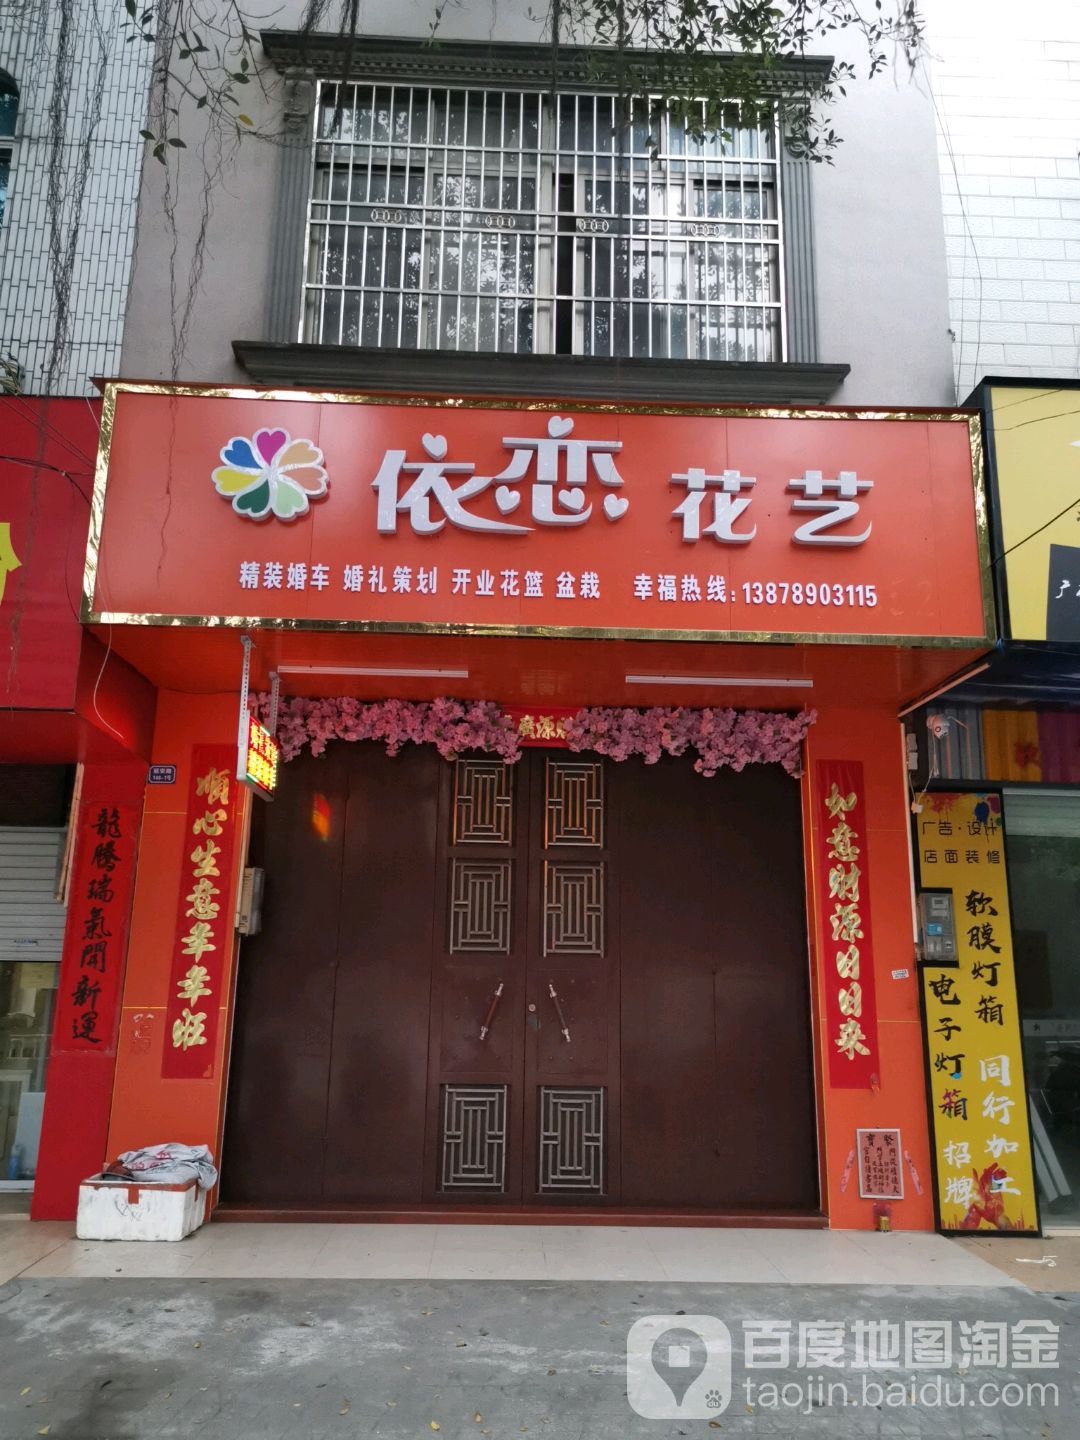 依恋 花艺
精装婚车 婚礼策划 开业花篮 盆栽 幸福热线:13878903115
順心生意年年旺
如意财源日日来
龍騰瑞氣開新運
广告·设计
店面装修
软膜灯箱
电子灯箱
同行加工
招牌
百度地图淘金
taojin.baidu.com